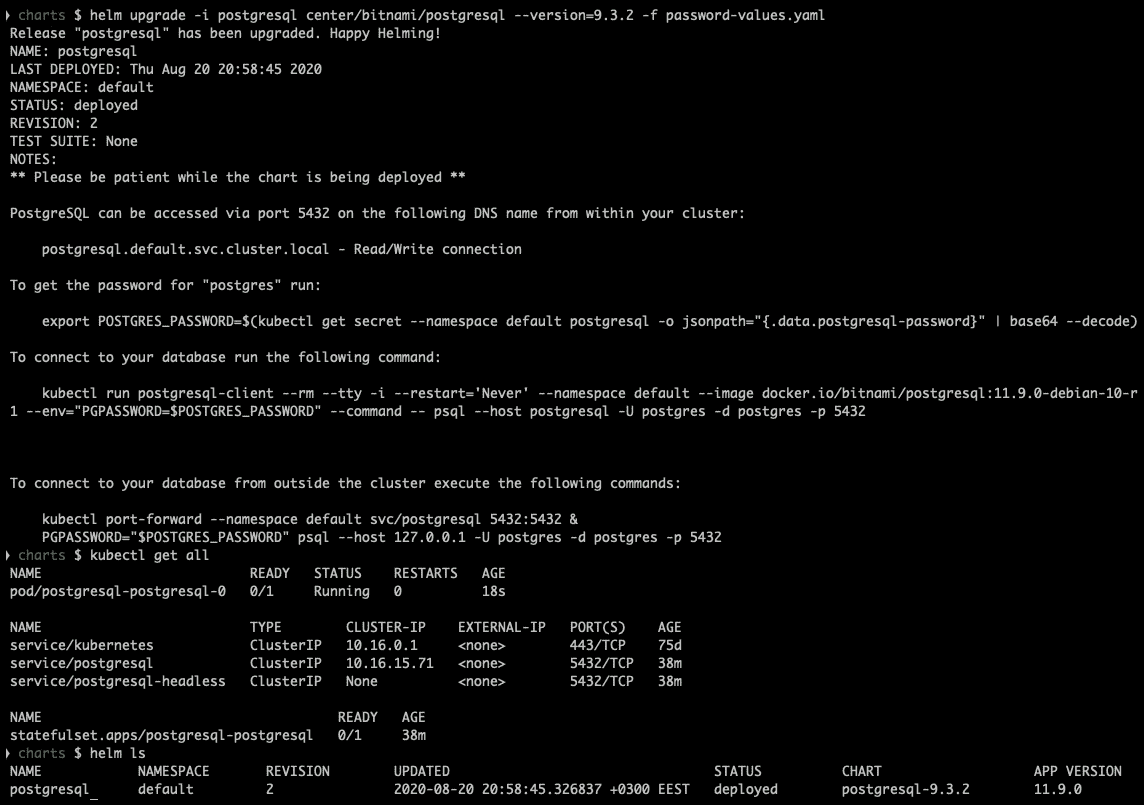 charts $ helm upgrade -i postgresql center/bitnami/postgresql --version=9.3.2 -f password-values.yaml
Release "postgresql" has been upgraded. Happy Helming!
NAME: postgresql
LAST DEPLOYED: Thu Aug 20 20:58:45 2020
NAMESPACE: default
STATUS: deployed
REVISION: 2
TEST SUITE: None
NOTES:
** Please be patient while the chart is being deployed **
PostgreSQL can be accessed via port 5432 on the following DNS name from within your cluster:
    postgresql.default.svc.cluster.local - Read/Write connection
To get the password for "postgres" run:
    export POSTGRES_PASSWORD=$(kubectl get secret --namespace default postgresql -o jsonpath="{.data.postgresql-password}" | base64 --decode)
To connect to your database run the following command:
    kubectl run postgresql-client --rm --tty -i --restart='Never' --namespace default --image docker.io/bitnami/postgresql:11.9.0-debian-10-r
1 --env="PGPASSWORD=$POSTGRES_PASSWORD" --command -- psql --host postgresql -U postgres -d postgres -p 5432
To connect to your database from outside the cluster execute the following commands:
    kubectl port-forward --namespace default svc/postgresql 5432:5432 &
    PGPASSWORD="$POSTGRES_PASSWORD" psql --host 127.0.0.1 -U postgres -d postgres -p 5432
charts $ kubectl get all
NAME                          READY   STATUS    RESTARTS   AGE
pod/postgresql-postgresql-0   0/1     Running   0          18s
NAME                          TYPE        CLUSTER-IP    EXTERNAL-IP   PORT(S)    AGE
service/kubernetes            ClusterIP   10.16.0.1     <none>        443/TCP    75d
service/postgresql            ClusterIP   10.16.15.71   <none>        5432/TCP   38m
service/postgresql-headless   ClusterIP   None          <none>        5432/TCP   38m
NAME                                     READY   AGE
statefulset.apps/postgresql-postgresql   0/1     38m
charts $ helm ls
NAME            NAMESPACE       REVISION        UPDATED                                 STATUS          CHART                   APP VERSION
postgresql      default         2               2020-08-20 20:58:45.326837 +0300 EEST   deployed        postgresql-9.3.2        11.9.0